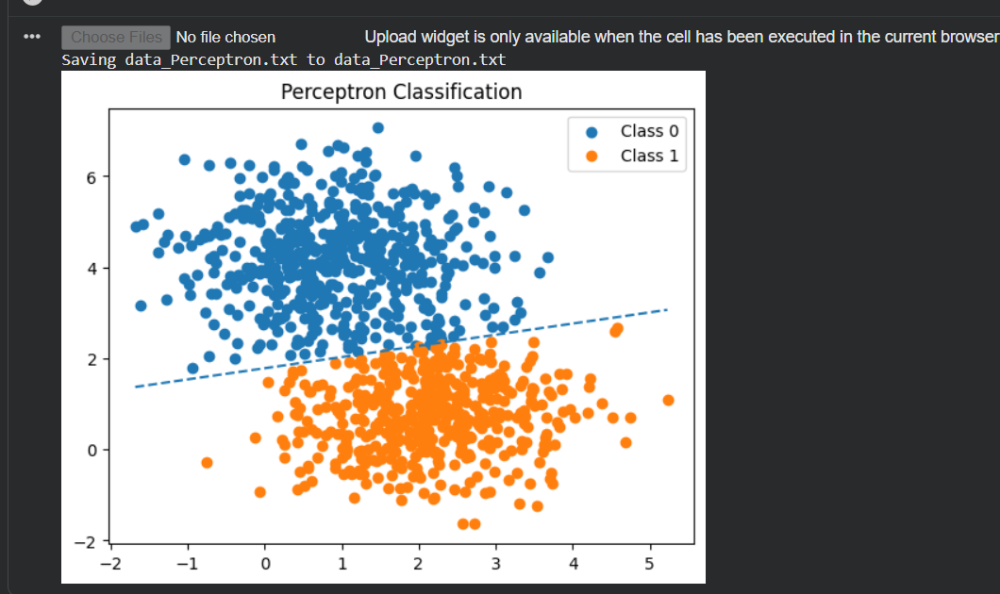 Choose Files No file chosen Upload widget is only available when the cell has been executed in the current browser
Saving data_Perceptron.txt to data_Perceptron.txt
Perceptron Classification
Class 0
Class 1
6
4
2
0
−2
−2 −1 0 1 2 3 4 5